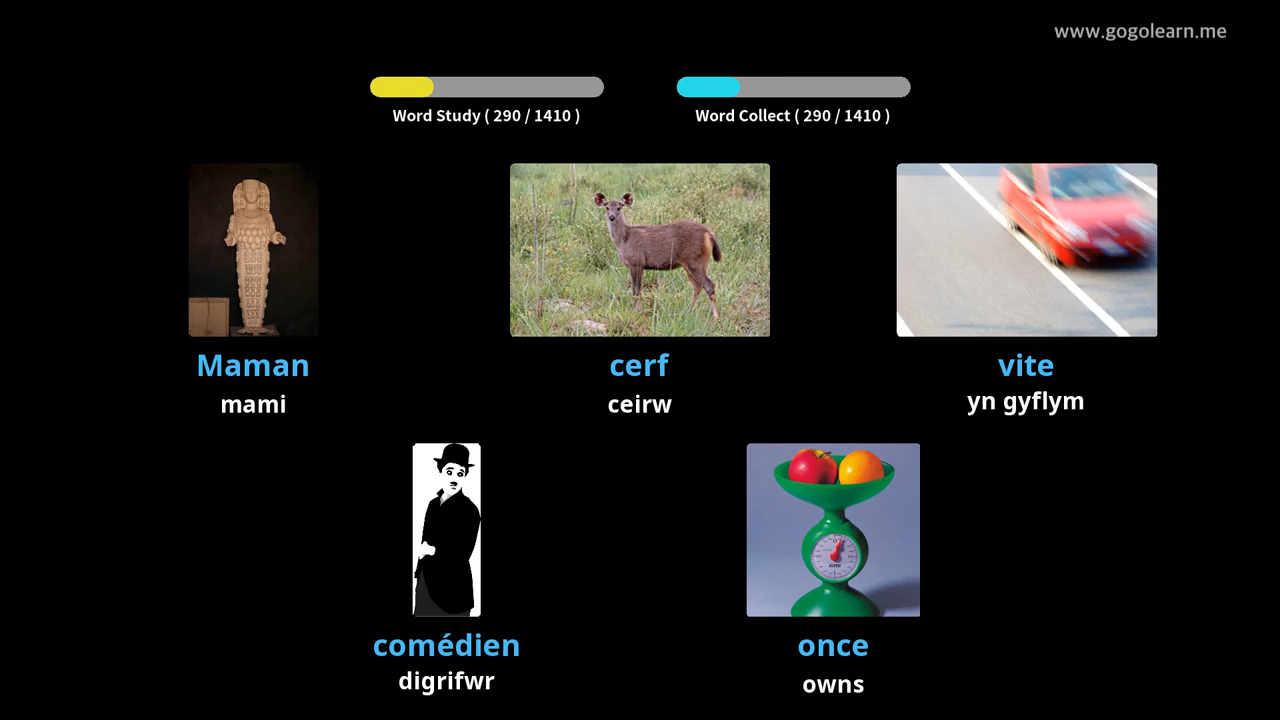 www.gogolearn.me
Word Study ( 290 / 1410 )
Word Collect ( 290 / 1410 )
Maman
mami
cerf
ceirw
vite
yn gyflym
comédien
digrifwr
once
owns